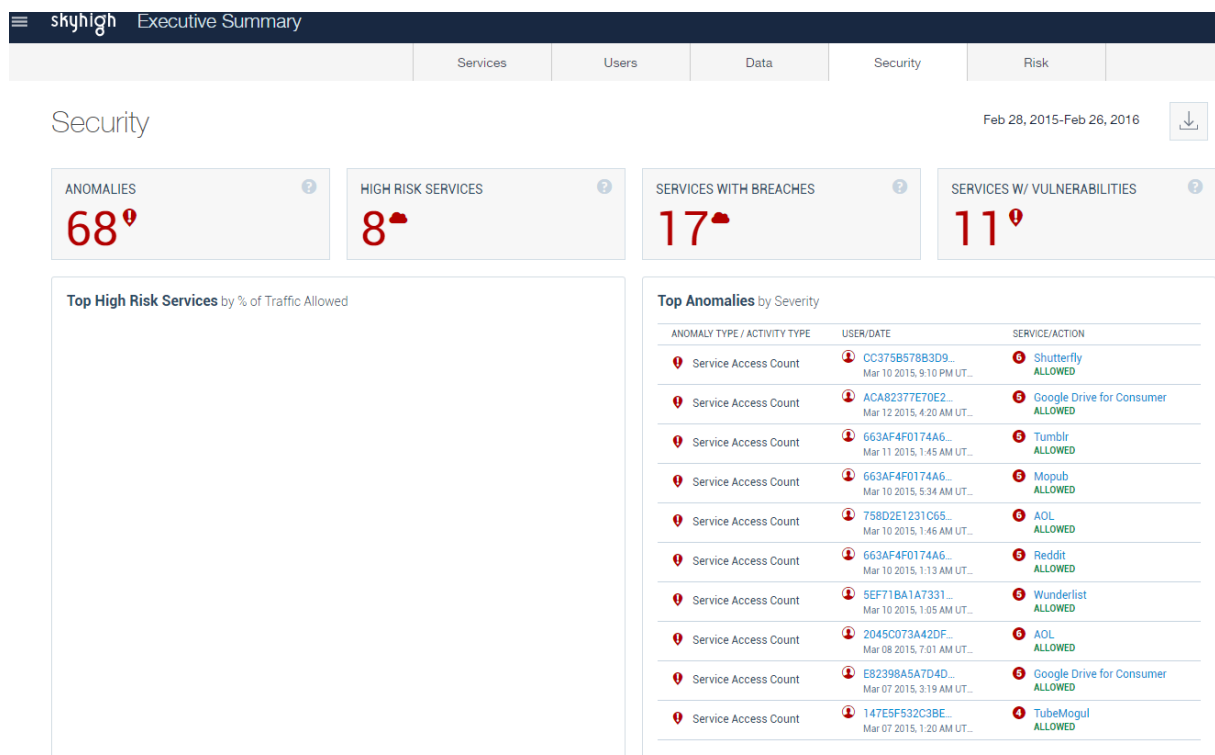 skyhigh Executive Summary
Services Users Data Security Risk
Security
Feb 28, 2015-Feb 26, 2016
ANOMALIES ?
68
HIGH RISK SERVICES ?
8
SERVICES WITH BREACHES ?
17
SERVICES W/ VULNERABILITIES ?
11
Top High Risk Services by % of Traffic Allowed
Top Anomalies by Severity
ANOMALY TYPE / ACTIVITY TYPE USER/DATE SERVICE/ACTION
Service Access Count CC375B578B3D9... 6 Shutterfly
Mar 10 2015, 9:10 PM UT... ALLOWED
Service Access Count ACA82377E70E2... 5 Google Drive for Consumer
Mar 12 2015, 4:20 AM UT... ALLOWED
Service Access Count 663AF4F0174A6... 5 Tumblr
Mar 11 2015, 1:45 AM UT... ALLOWED
Service Access Count 663AF4F0174A6... 5 Mopub
Mar 10 2015, 5:34 AM UT... ALLOWED
Service Access Count 758D2E1231C65... 6 AOL
Mar 10 2015, 1:46 AM UT... ALLOWED
Service Access Count 663AF4F0174A6... 5 Reddit
Mar 10 2015, 1:13 AM UT... ALLOWED
Service Access Count 5EF71BA1A7331... 5 Wunderlist
Mar 10 2015, 1:05 AM UT... ALLOWED
Service Access Count 2045C073A42DF... 6 AOL
Mar 08 2015, 7:01 AM UT... ALLOWED
Service Access Count E82398A5A7D4D... 5 Google Drive for Consumer
Mar 07 2015, 3:19 AM UT... ALLOWED
Service Access Count 147E5F532C3BE... 4 TubeMogul
Mar 07 2015, 1:20 AM UT... ALLOWED